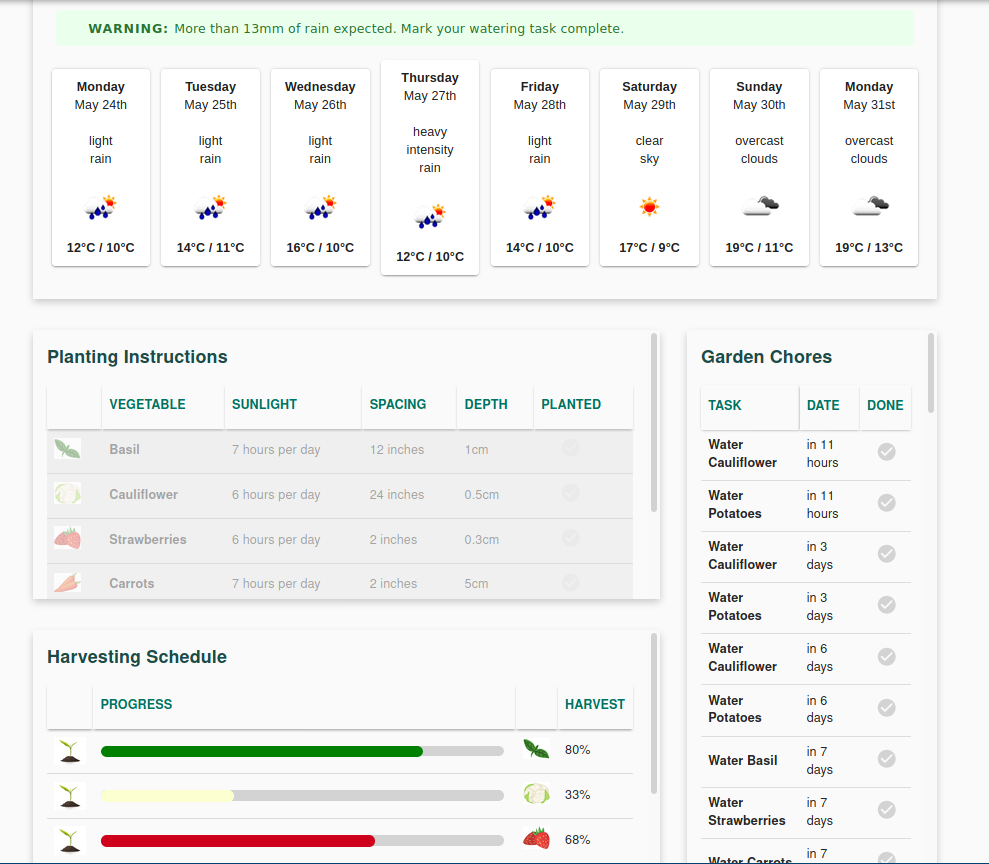 WARNING: More than 13mm of rain expected. Mark your watering task complete.
Monday
May 24th
light
rain
12°C / 10°C
Tuesday
May 25th
light
rain
14°C / 11°C
Wednesday
May 26th
light
rain
16°C / 10°C
Thursday
May 27th
heavy
intensity
rain
12°C / 10°C
Friday
May 28th
light
rain
14°C / 10°C
Saturday
May 29th
clear
sky
17°C / 9°C
Sunday
May 30th
overcast
clouds
19°C / 11°C
Monday
May 31st
overcast
clouds
19°C / 13°C
Planting Instructions
VEGETABLE SUNLIGHT SPACING DEPTH PLANTED
Basil 7 hours per day 12 inches 1cm
Cauliflower 6 hours per day 24 inches 0.5cm
Strawberries 6 hours per day 2 inches 0.3cm
Carrots 7 hours per day 2 inches 5cm
Harvesting Schedule
PROGRESS HARVEST
80%
33%
68%
Garden Chores
TASK DATE DONE
Water
Cauliflower
in 11
hours
Water
Potatoes
in 11
hours
Water
Cauliflower
in 3
days
Water
Potatoes
in 3
days
Water
Cauliflower
in 6
days
Water
Potatoes
in 6
days
Water Basil
in 7
days
Water
Strawberries
in 7
days
Water Carrots
in 7